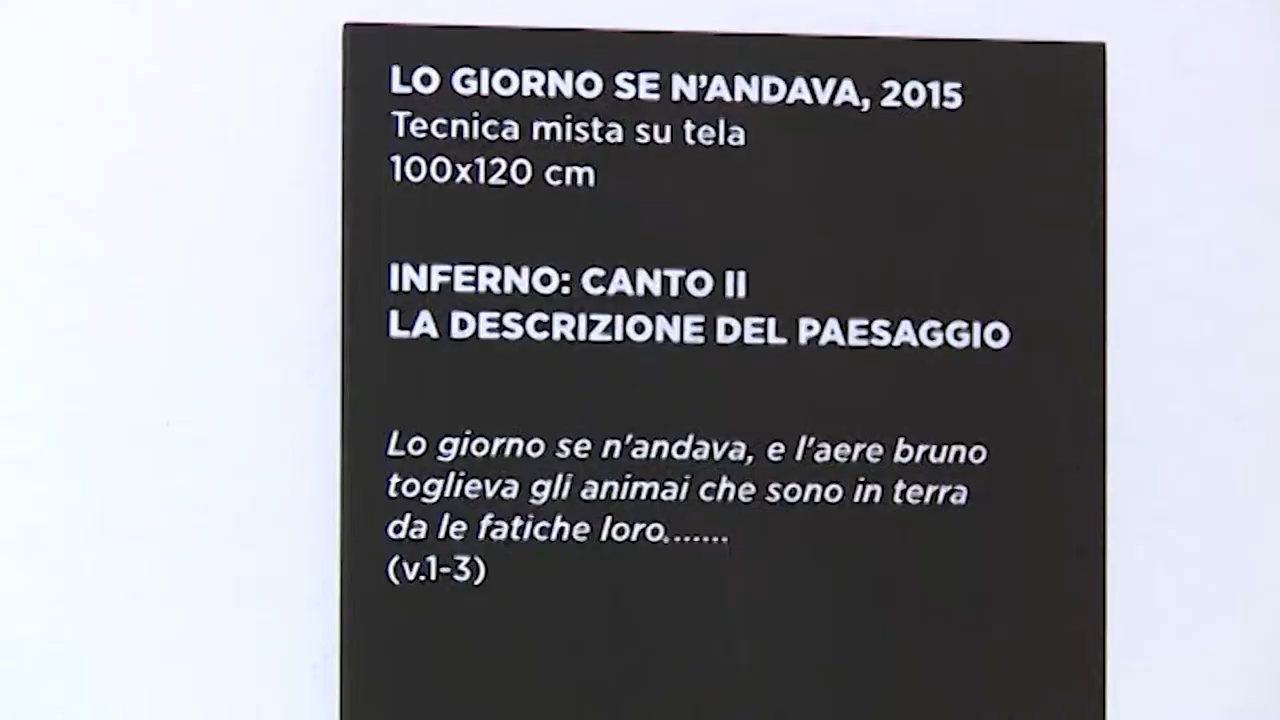 LO GIORNO SE N'ANDAVA, 2015
Tecnica mista su tela
100x120 cm
INFERNO: CANTO II
LA DESCRIZIONE DEL PAESAGGIO
Lo giorno se n'andava, e l'aere bruno
toglieva gli animai che sono in terra
da le fatiche loro.......
(v.1-3)